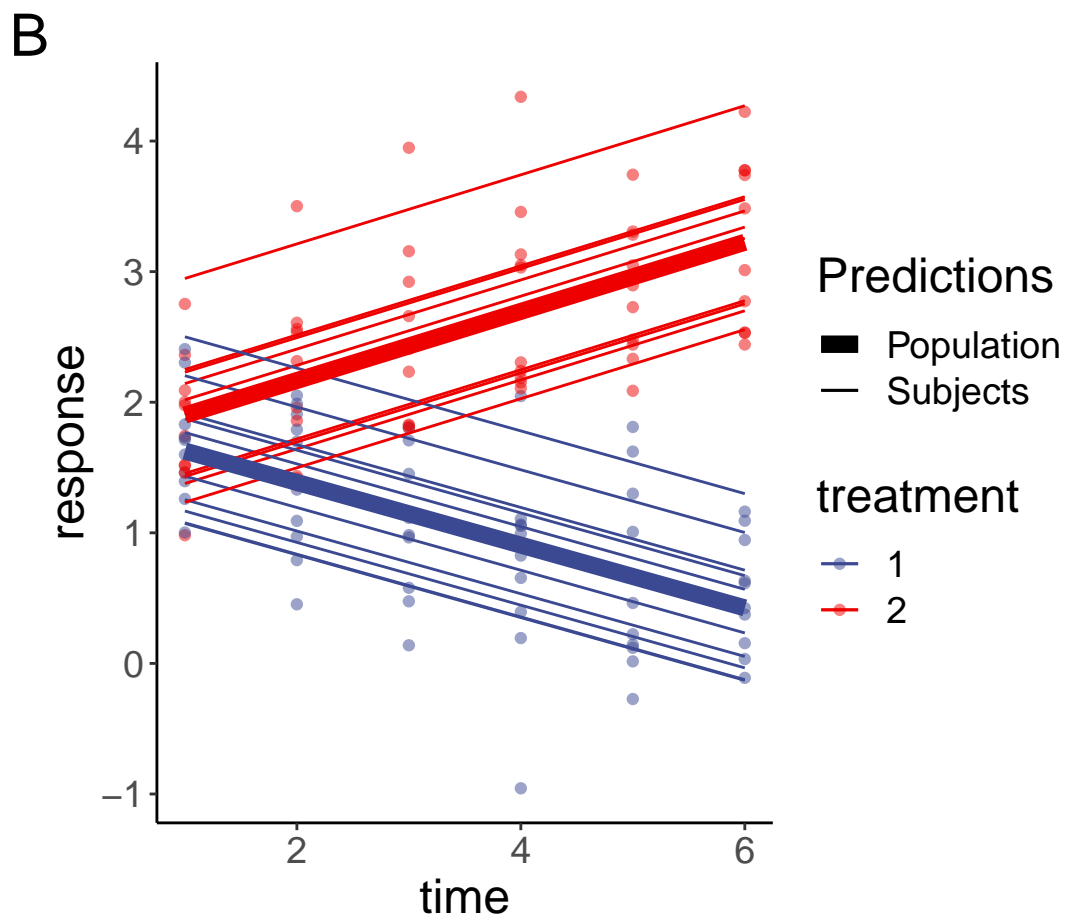 B
response
4
3
2
1
0
−1
2
4
6
time
Predictions
Population
Subjects
treatment
1
2